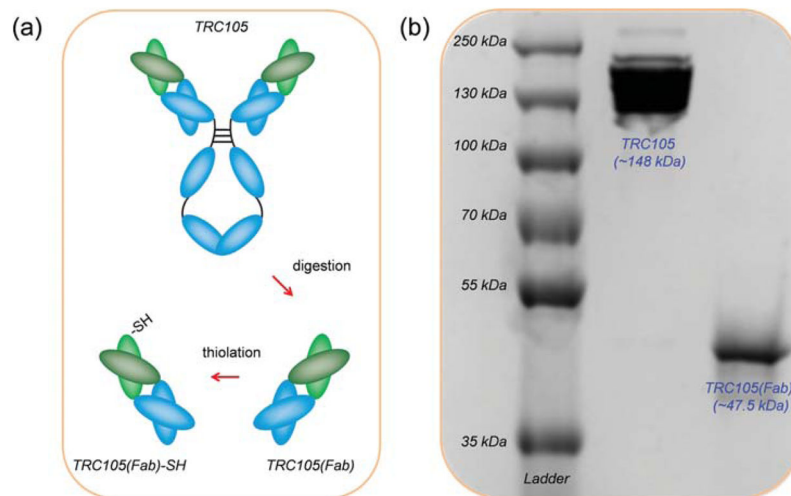 (a)
TRC105
digestion
-SH
thiolation
TRC105(Fab)-SH
TRC105(Fab)
(b)
250 kDa
130 kDa
100 kDa
70 kDa
55 kDa
35 kDa
Ladder
TRC105
(~148 kDa)
TRC105(Fab)
(~47.5 kDa)